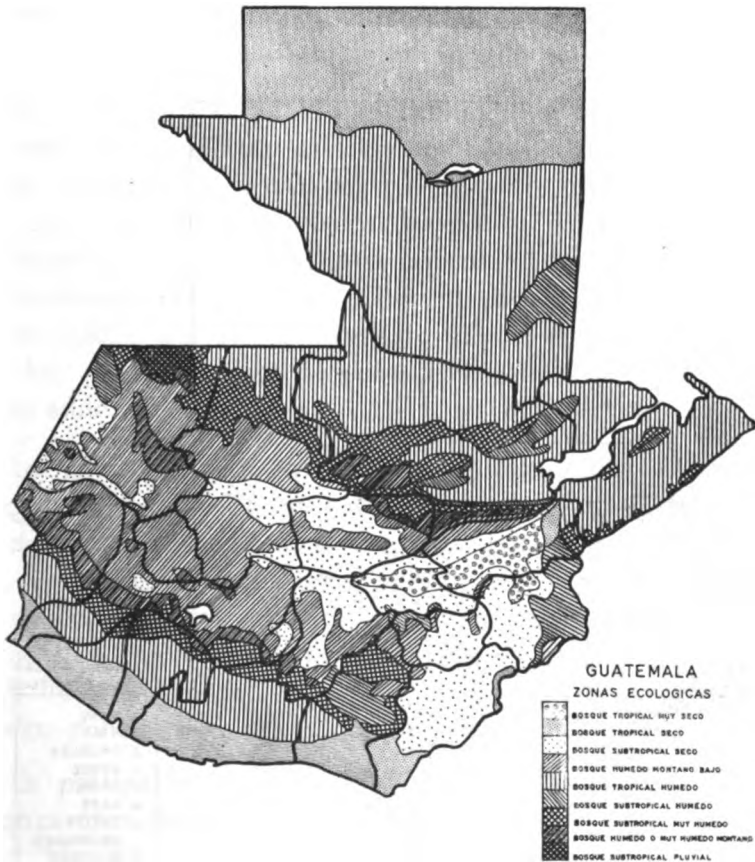 GUATEMALA
ZONAS ECOLOGICAS
BOSQUE TROPICAL MUY SECO
BOSQUE TROPICAL SECO
BOSQUE SUBTROPICAL SECO
BOSQUE HUMEDO MONTANO BAJO
BOSQUE TROPICAL HUMEDO
BOSQUE SUBTROPICAL HUMEDO
BOSQUE SUBTROPICAL MUY HUMEDO
BOSQUE HUMEDO O MUY HUMEDO MONTANO
BOSQUE SUBTROPICAL PLUVIAL